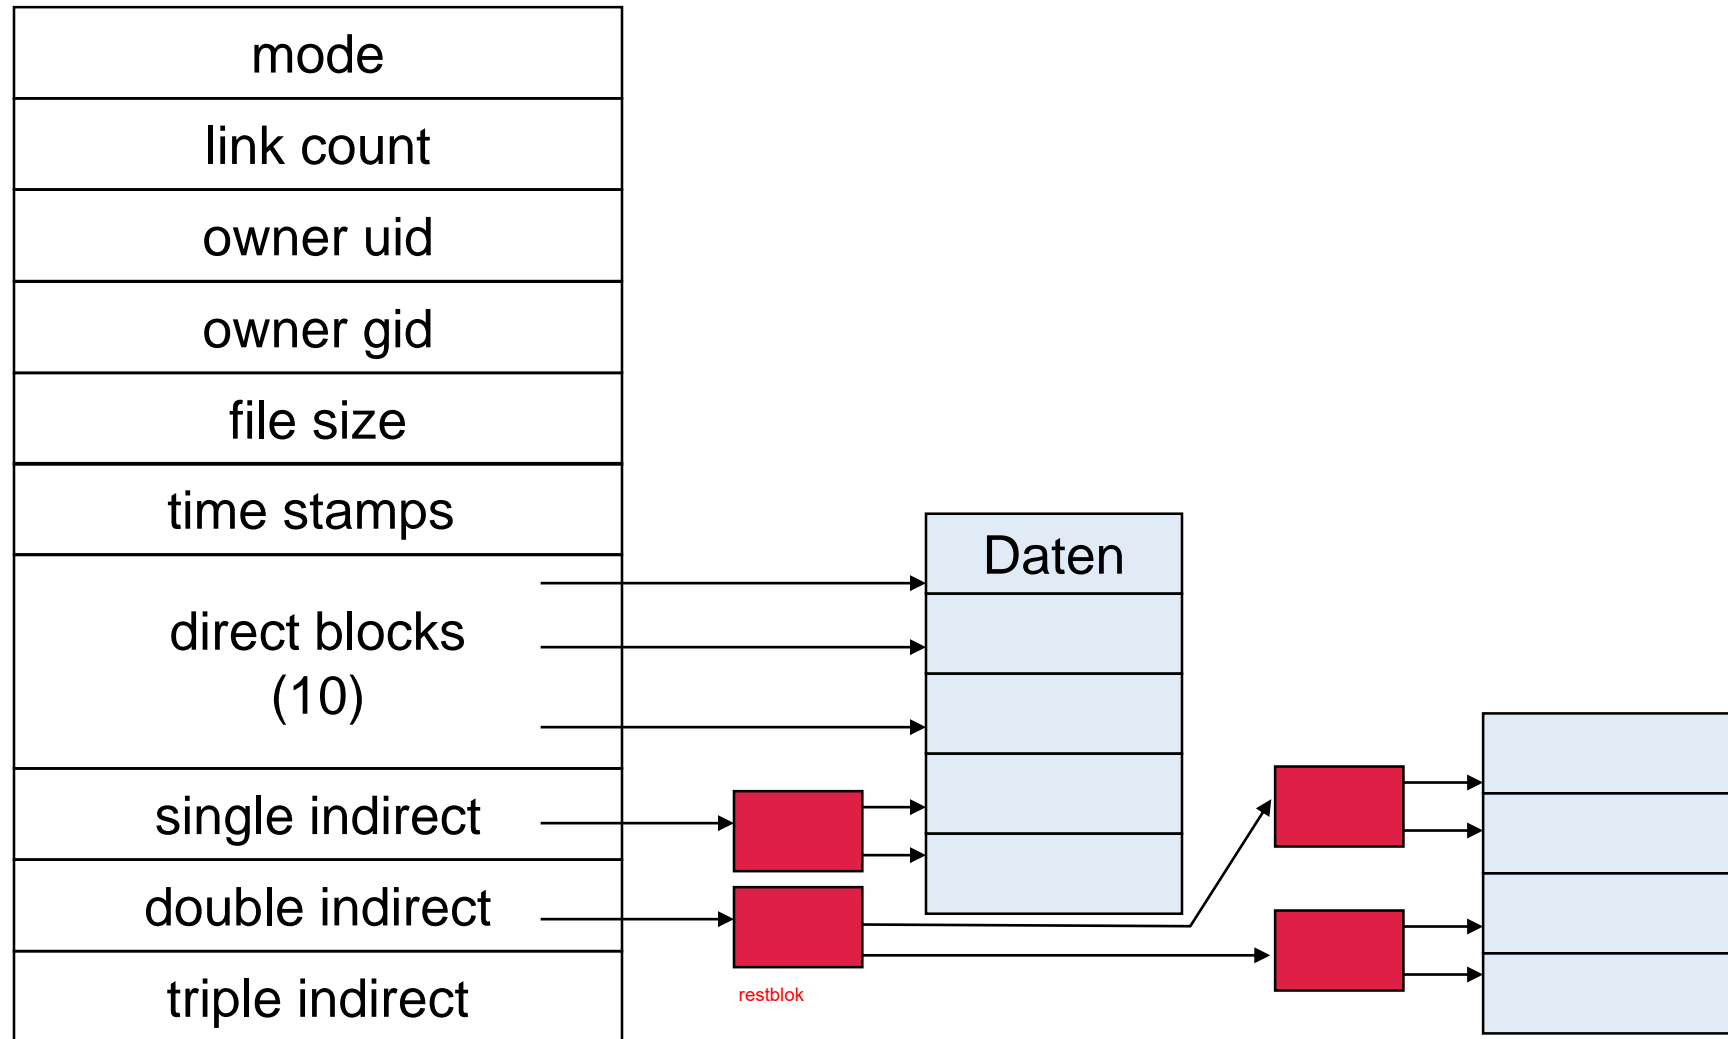 mode
link count
owner uid
owner gid
file size
time stamps
direct blocks
(10)
single indirect
double indirect
triple indirect
Daten
restblok